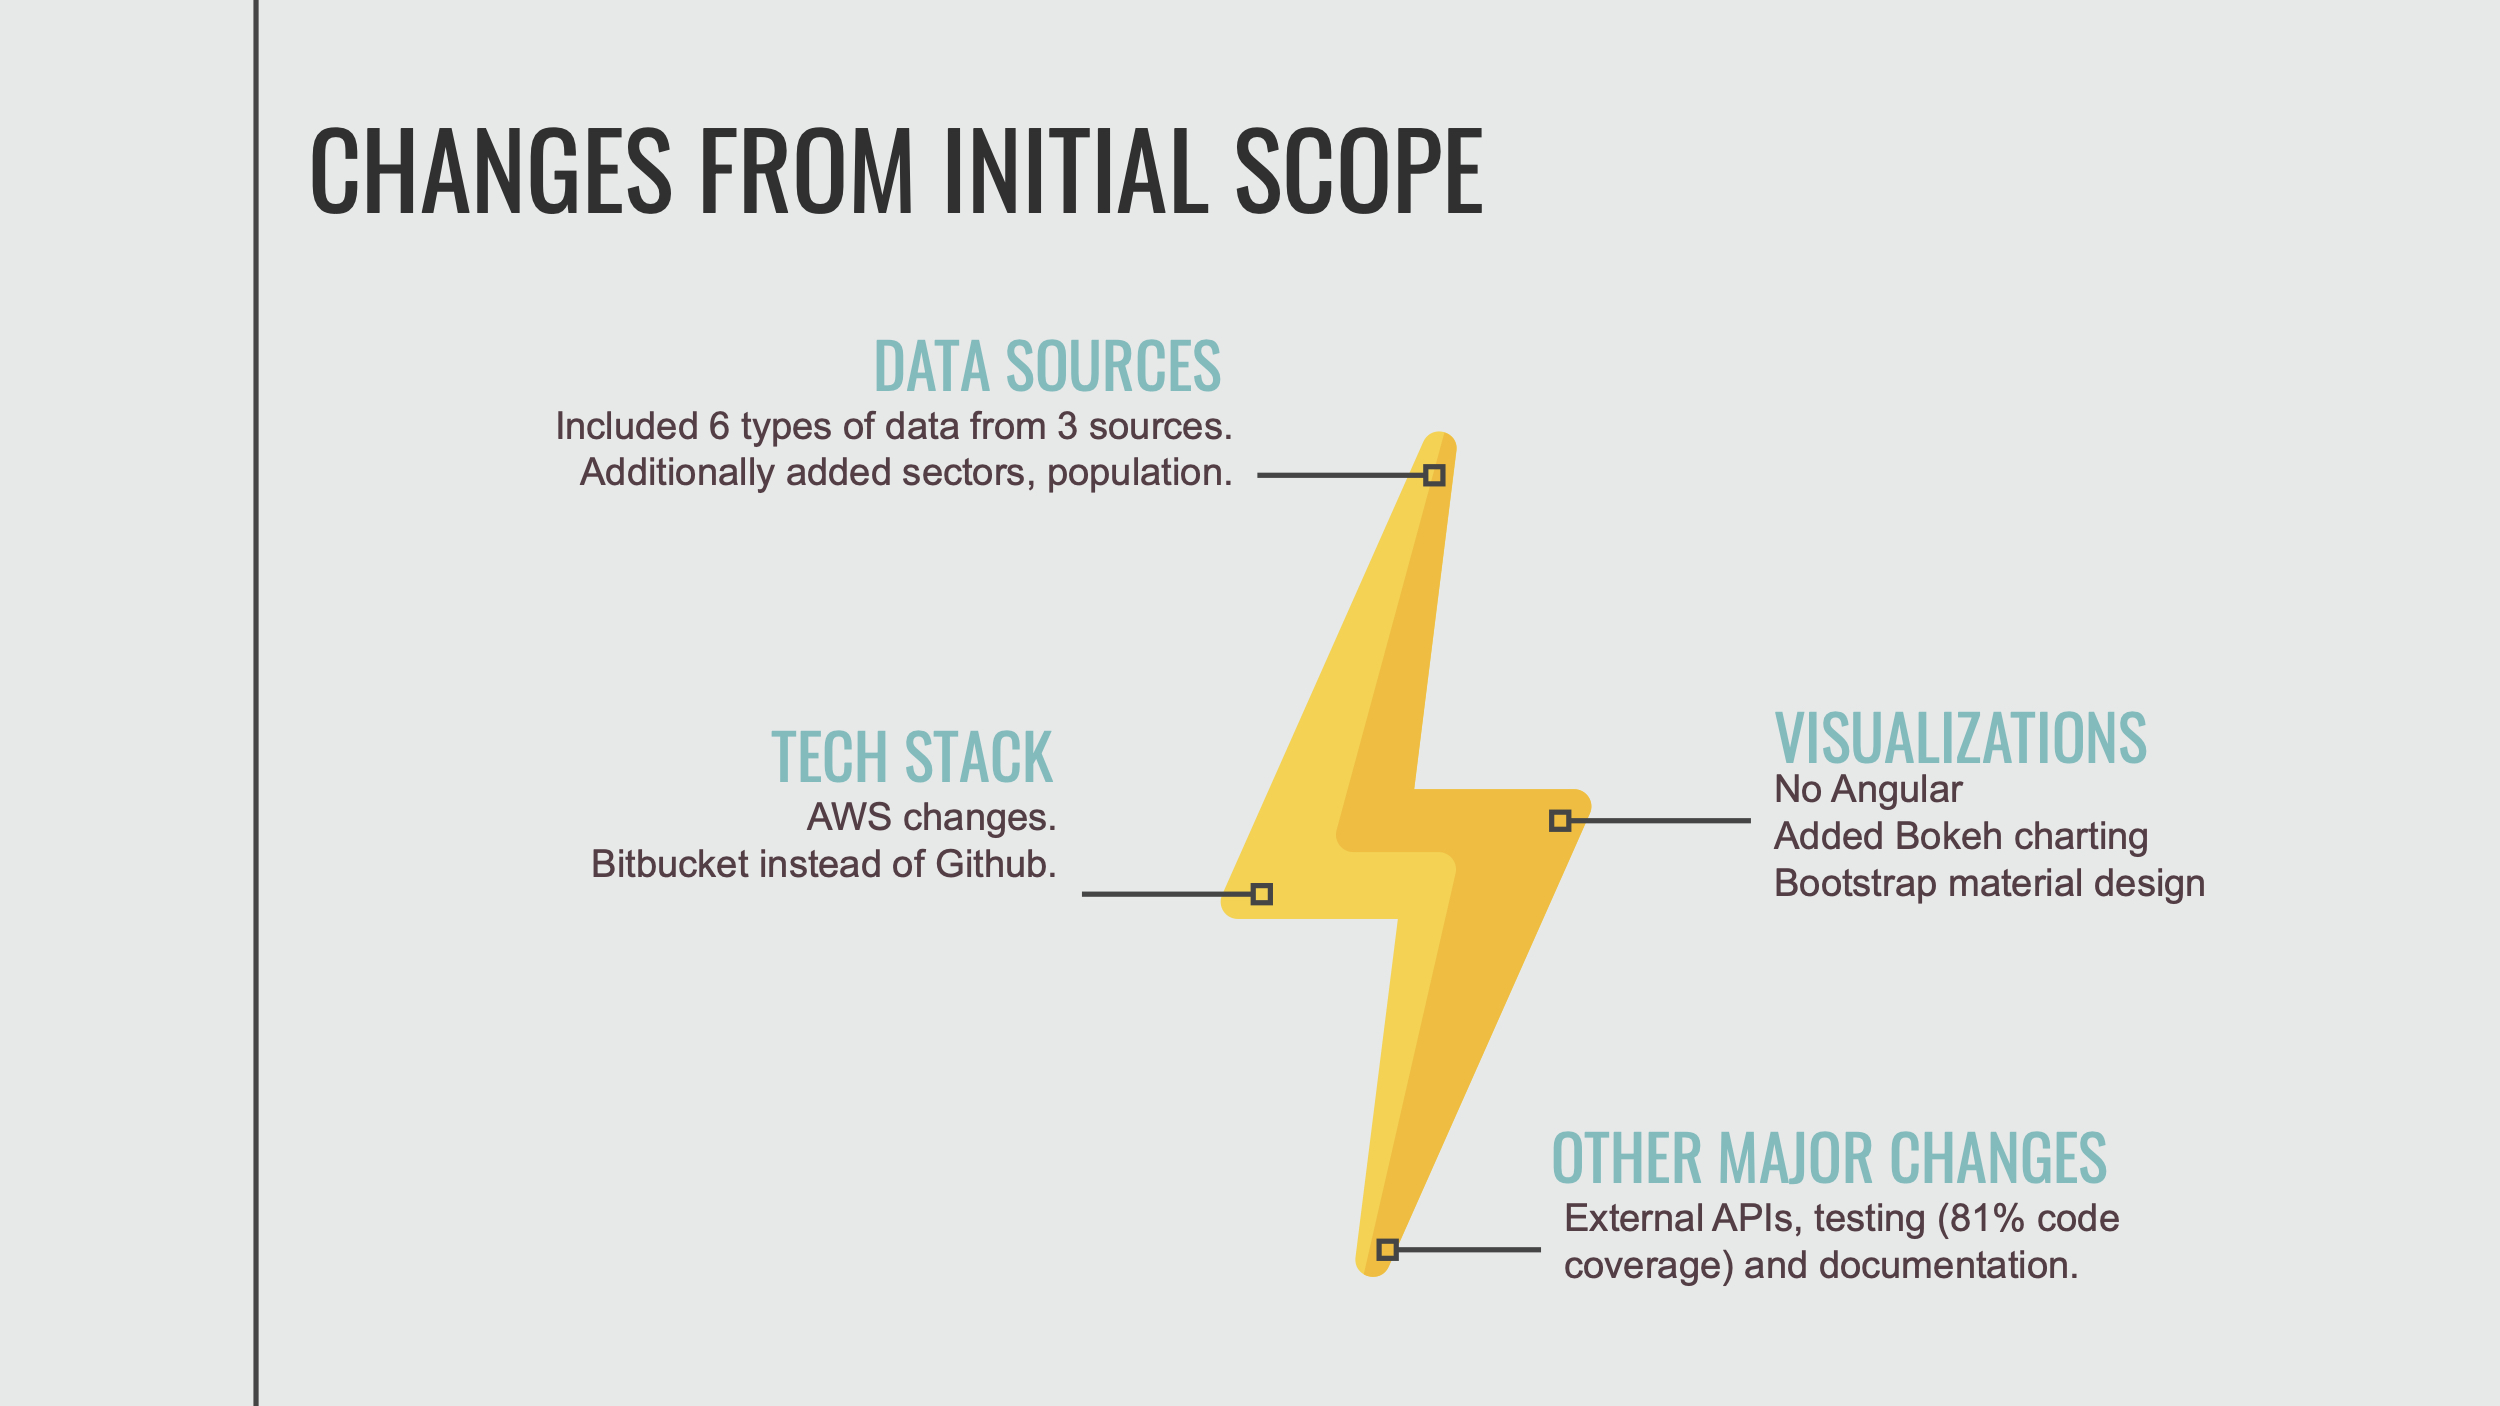 CHANGES FROM INITIAL SCOPE
DATA SOURCES
Included 6 types of data from 3 sources.
Additionally added sectors, population.
TECH STACK
AWS changes.
Bitbucket instead of Github.
VISUALIZATIONS
No Angular
Added Bokeh charting
Bootstrap material design
OTHER MAJOR CHANGES
External APIs, testing (81% code
coverage) and documentation.